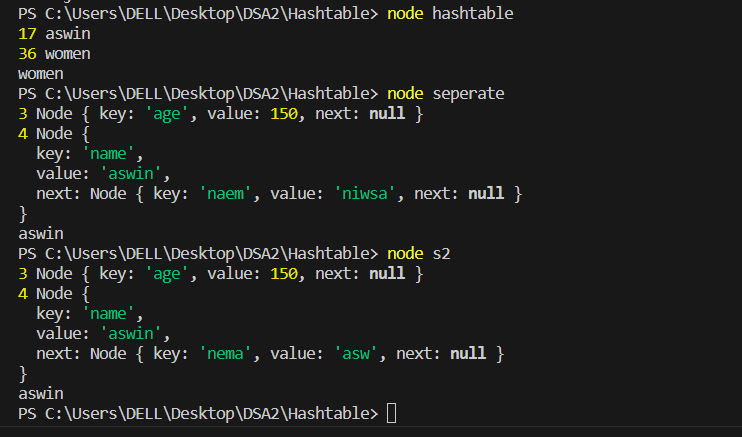 PS C:\Users\DELL\Desktop\DSA2\Hashtable> node hashtable
17 aswin
36 women
women
PS C:\Users\DELL\Desktop\DSA2\Hashtable> node seperate
3 Node { key: 'age', value: 150, next: null }
4 Node {
  key: 'name',
  value: 'aswin',
  next: Node { key: 'naem', value: 'niwsa', next: null }
}
aswin
PS C:\Users\DELL\Desktop\DSA2\Hashtable> node s2
3 Node { key: 'age', value: 150, next: null }
4 Node {
  key: 'name',
  value: 'aswin',
  next: Node { key: 'nema', value: 'asw', next: null }
}
aswin
PS C:\Users\DELL\Desktop\DSA2\Hashtable>